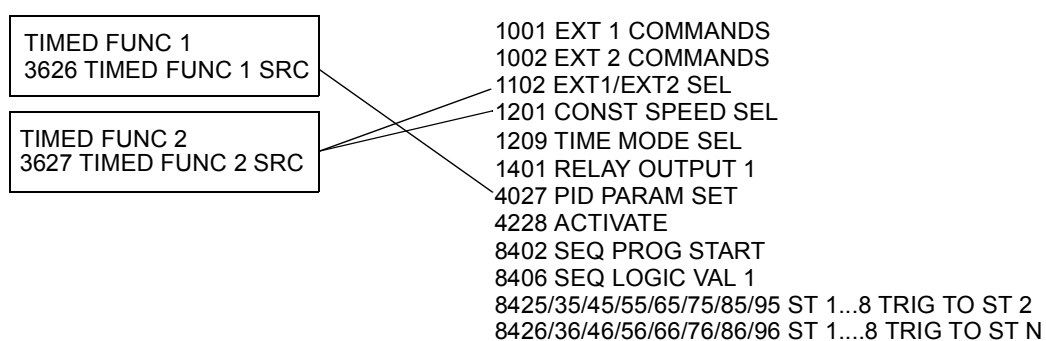 TIMED FUNC 1
3626 TIMED FUNC 1 SRC
TIMED FUNC 2
3627 TIMED FUNC 2 SRC
1001 EXT 1 COMMANDS
1002 EXT 2 COMMANDS
1102 EXT1/EXT2 SEL
1201 CONST SPEED SEL
1209 TIME MODE SEL
1401 RELAY OUTPUT 1
4027 PID PARAM SET
4228 ACTIVATE
8402 SEQ PROG START
8406 SEQ LOGIC VAL 1
8425/35/45/55/65/75/85/95 ST 1...8 TRIG TO ST 2
8426/36/46/56/66/76/86/96 ST 1....8 TRIG TO ST N